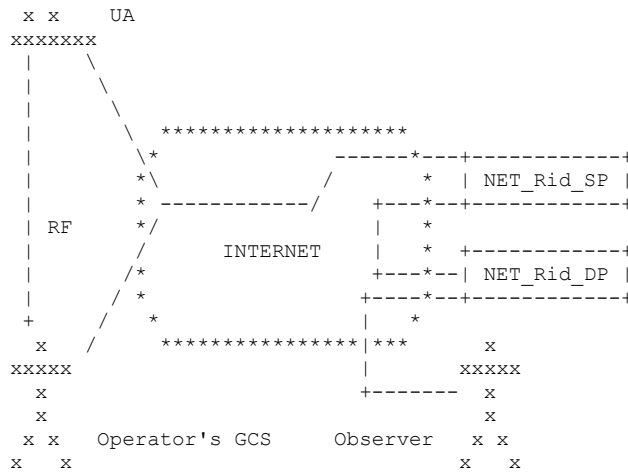 UA
NET_Rid_SP
RF
INTERNET
NET_Rid_DP
Operator's GCS
Observer